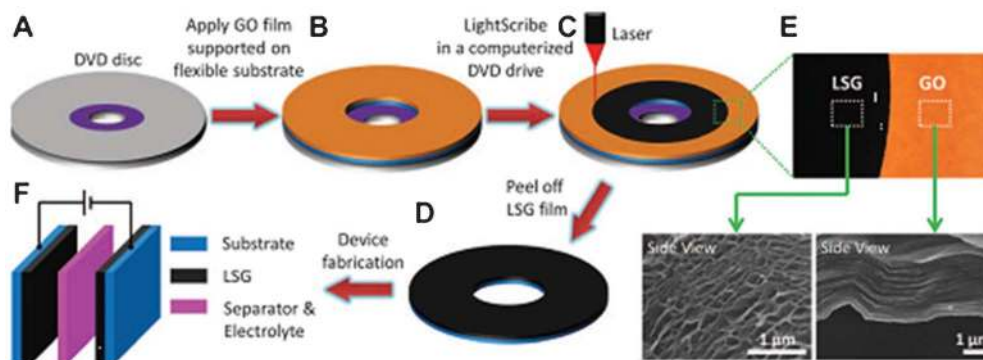 A
DVD disc
Apply GO film
supported on
flexible substrate
B
LightScribe
in a computerized
DVD drive
C
Laser
E
LSG
GO
Peel off
LSG film
D
Device
fabrication
F
Substrate
LSG
Separator &
Electrolyte
Side View
1 µm
Side View
1 µm